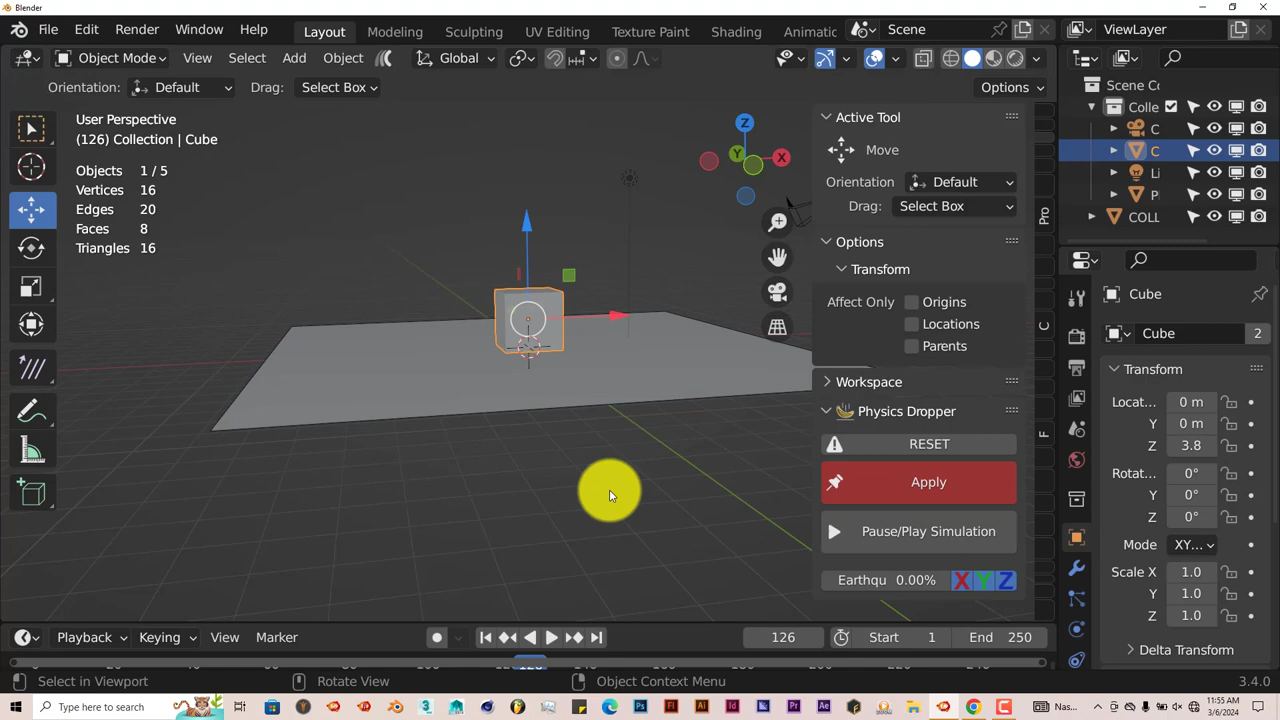 Blender
File Edit Render Window Help Layout Modeling Sculpting UV Editing Texture Paint Shading Animatic Scene ViewLayer
Object Mode View Select Add Object Global
Orientation: Default Drag: Select Box Options
User Perspective
(126) Collection | Cube
Objects 1 / 5
Vertices 16
Edges 20
Faces 8
Triangles 16
Z
Y
X
Active Tool
Move
Orientation Default
Drag: Select Box
Options
Transform
Affect Only Origins
Locations
Parents
Workspace
Physics Dropper
RESET
Apply
Pause/Play Simulation
Earthqu 0.00% X Y Z
Pro
C
F
Scene Co
Colle
C
C
Li
P
COLL
Cube
Cube 2
Transform
Locat... 0 m
Y 0 m
Z 3.8
Rotat... 0°
Y 0°
Z 0°
Mode XY...
Scale X 1.0
Y 1.0
Z 1.0
Delta Transform
Playback Keying View Marker 126 Start 1 End 250
Select in Viewport Rotate View Object Context Menu 3.4.0
Type here to search
Nas...
11:55 AM
3/6/2024